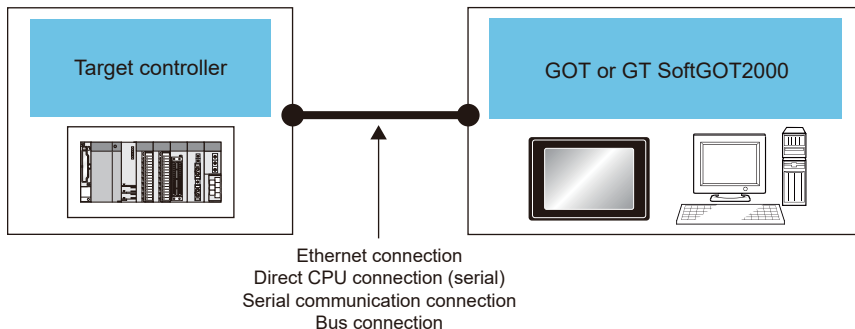 Target controller
GOT or GT SoftGOT2000
Ethernet connection
Direct CPU connection (serial)
Serial communication connection
Bus connection